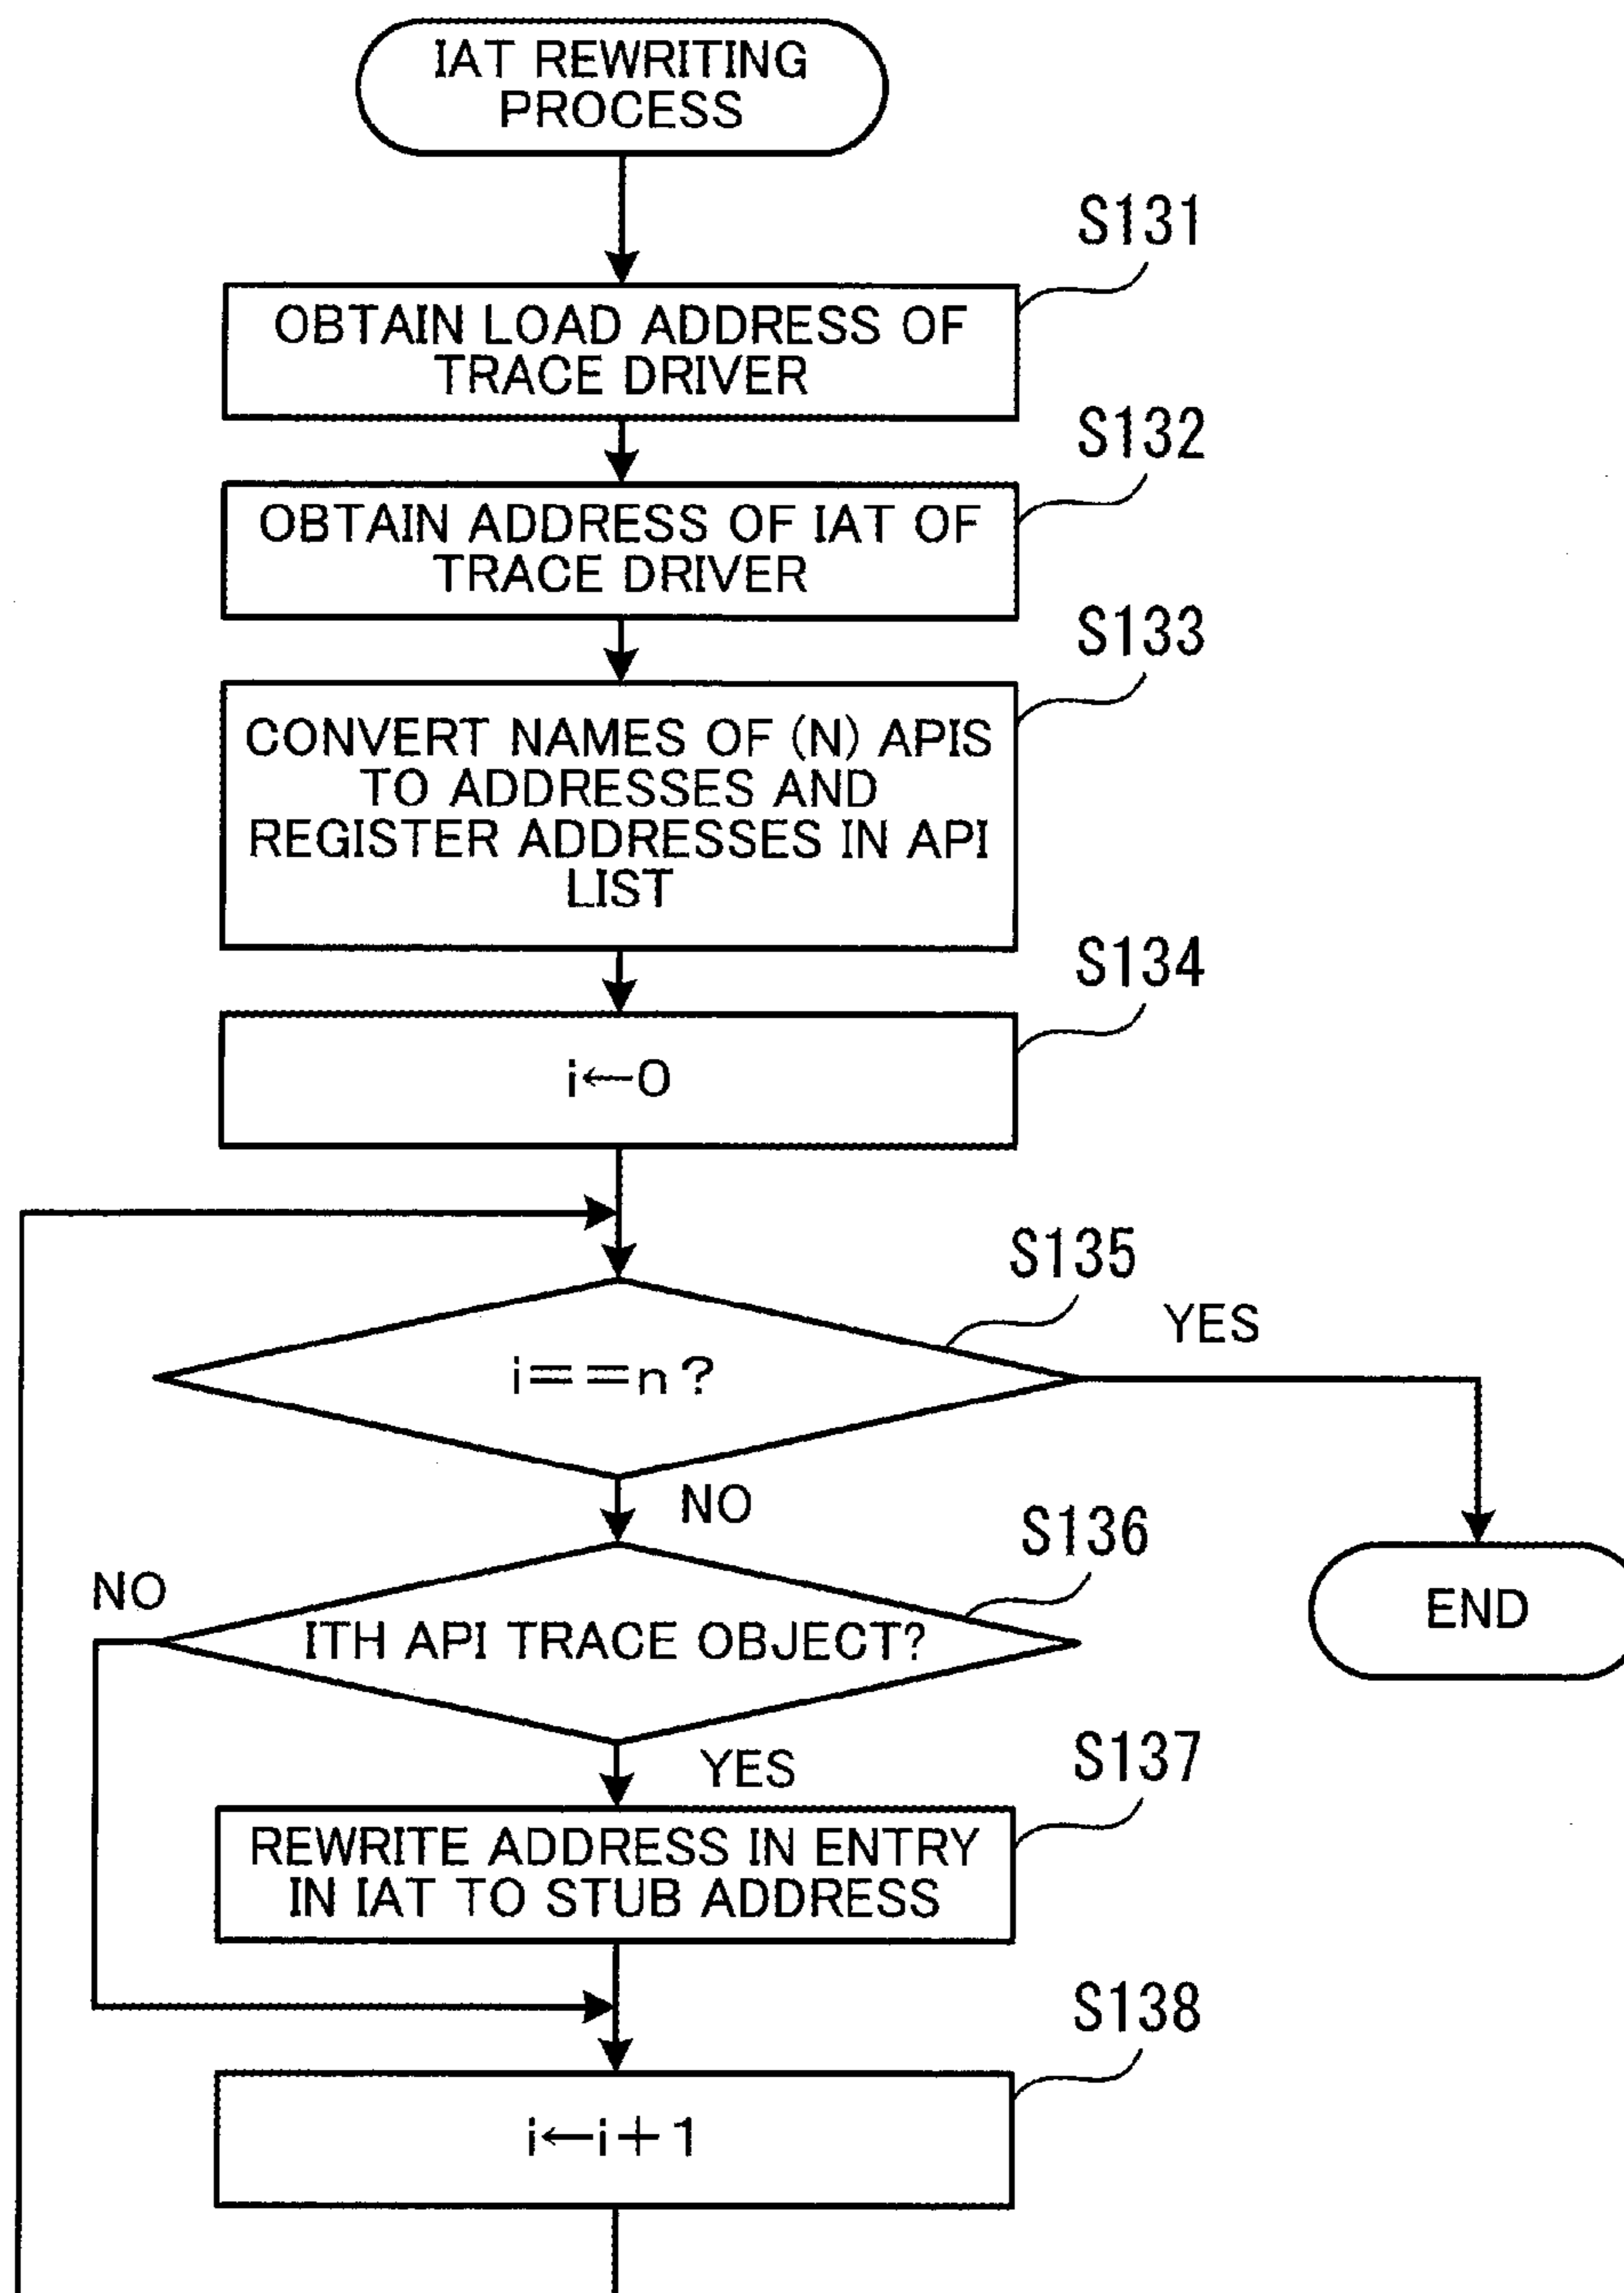 IAT REWRITING
PROCESS
S131
OBTAIN LOAD ADDRESS OF
TRACE DRIVER
S132
OBTAIN ADDRESS OF IAT OF
TRACE DRIVER
S133
CONVERT NAMES OF (N) APIS
TO ADDRESSES AND
REGISTER ADDRESSES IN API
LIST
S134
i←0
S135
YES
i==n?
NO
S136
NO
ITH API TRACE OBJECT?
END
YES
S137
REWRITE ADDRESS IN ENTRY
IN IAT TO STUB ADDRESS
S138
i←i+1